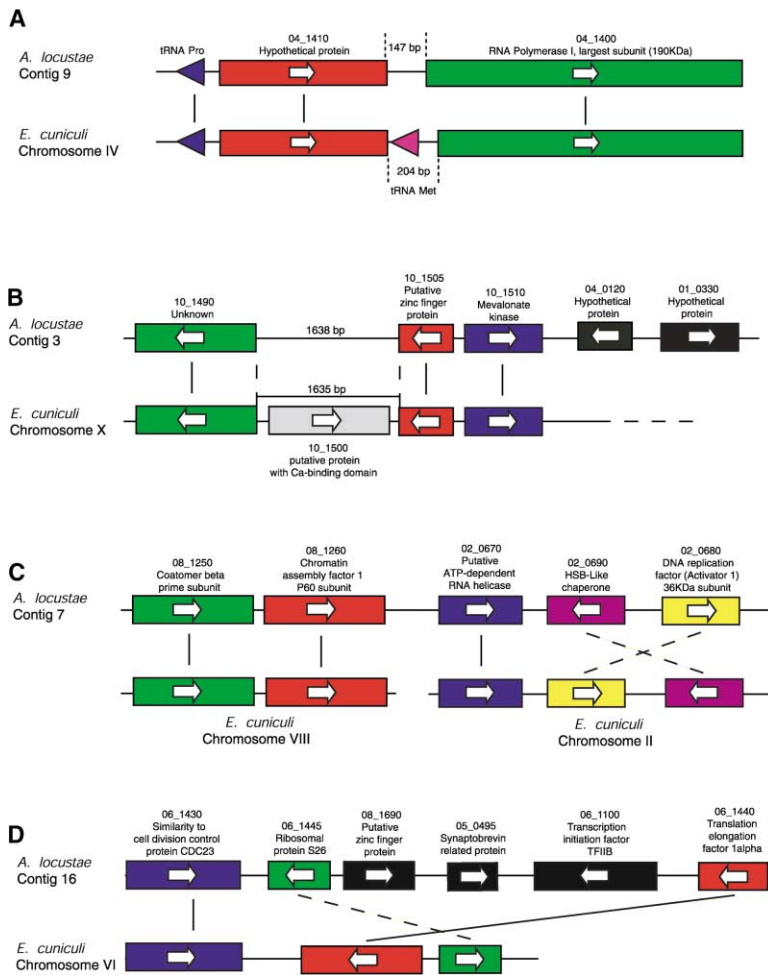 A
tRNA Pro
04_1410
Hypothetical protein
147 bp
04_1400
RNA Polymerase I, largest subunit (190KDa)
A. locustae
Contig 9
E. cuniculi
Chromosome IV
204 bp
tRNA Met
B
10_1490
Unknown
10_1505
Putative
zinc finger
protein
10_1510
Mevalonate
kinase
04_0120
Hypothetical
protein
01_0330
Hypothetical
protein
A. locustae
Contig 3
1638 bp
1635 bp
E. cuniculi
Chromosome X
10_1500
putative protein
with Ca-binding domain
C
08_1250
Coatomer beta
prime subunit
08_1260
Chromatin
assembly factor 1
P60 subunit
02_0670
Putative
ATP-dependent
RNA helicase
02_0690
HSB-Like
chaperone
02_0680
DNA replication
factor (Activator 1)
36KDa subunit
A. locustae
Contig 7
E. cuniculi
Chromosome VIII
E. cuniculi
Chromosome II
D
06_1430
Similarity to
cell division control
protein CDC23
06_1445
Ribosomal
protein S26
08_1690
Putative
zinc finger
protein
05_0495
Synaptobrevin
related protein
06_1100
Transcription
initiation factor
TFIIB
06_1440
Translation
elongation
factor 1alpha
A. locustae
Contig 16
E. cuniculi
Chromosome VI